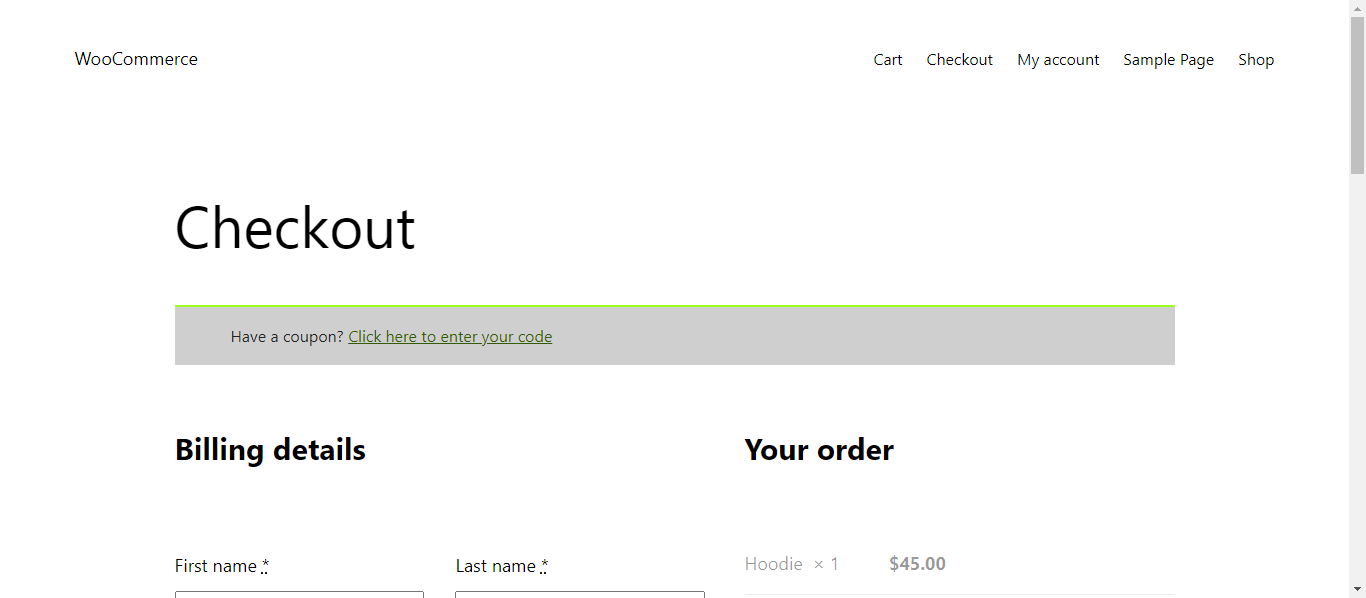 WooCommerce
Cart Checkout My account Sample Page Shop
Checkout
Have a coupon? Click here to enter your code
Billing details
Your order
First name *
Last name *
Hoodie × 1 $45.00